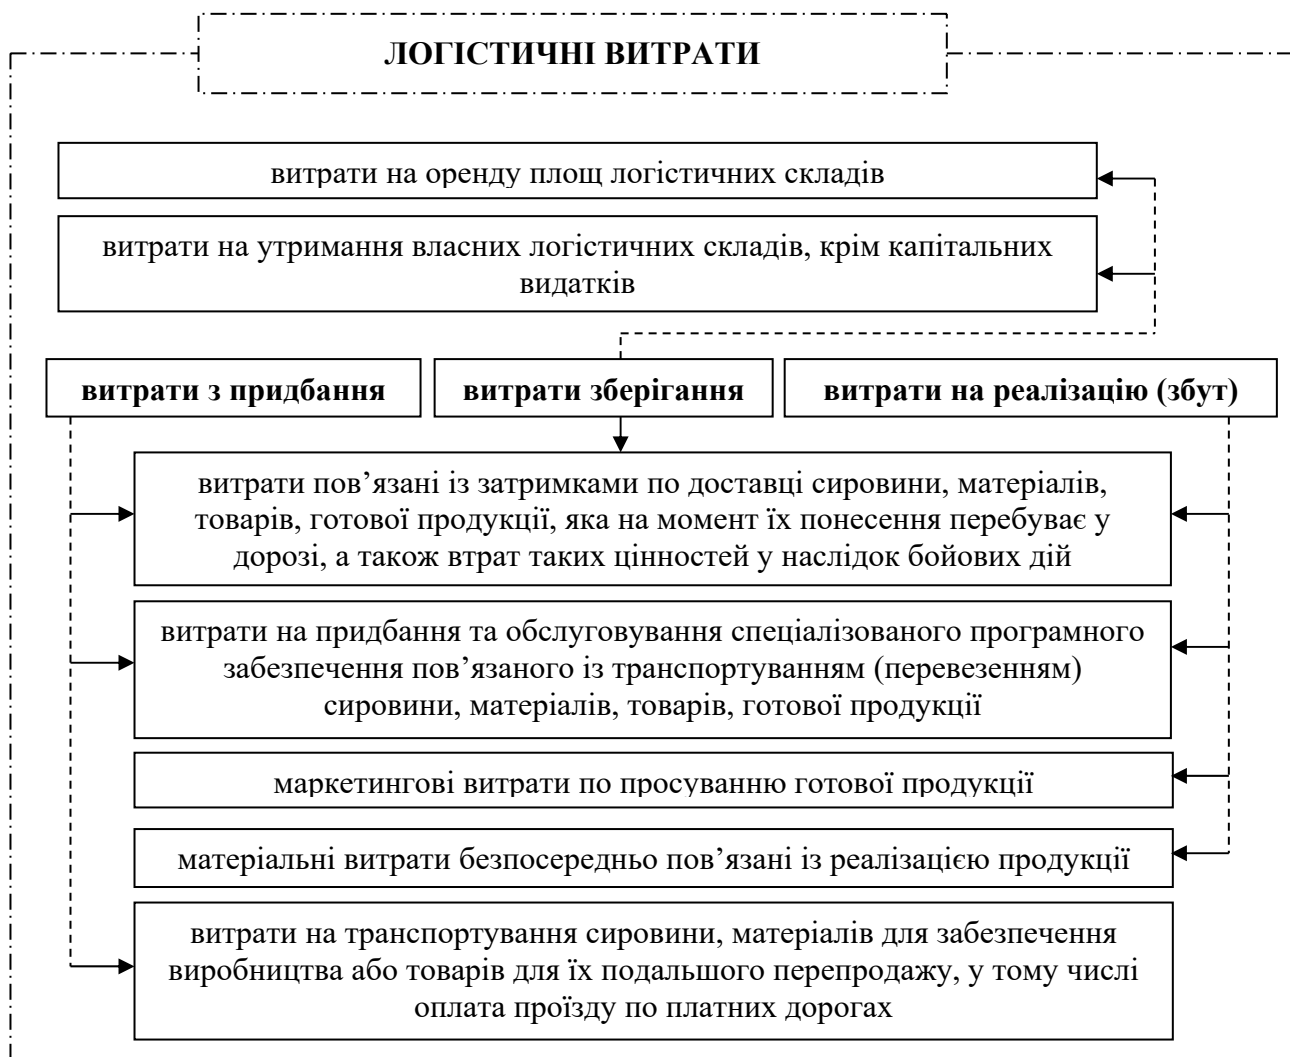 ЛОГІСТИЧНІ ВИТРАТИ
витрати на оренду площ логістичних складів
витрати на утримання власних логістичних складів, крім капітальних
видатків
витрати з придбання
витрати зберігання
витрати на реалізацію (збут)
витрати пов’язані із затримками по доставці сировини, матеріалів,
товарів, готової продукції, яка на момент їх понесення перебуває у
дорозі, а також втрат таких цінностей у наслідок бойових дій
витрати на придбання та обслуговування спеціалізованого програмного
забезпечення пов’язаного із транспортуванням (перевезенням)
сировини, матеріалів, товарів, готової продукції
маркетингові витрати по просуванню готової продукції
матеріальні витрати безпосередньо пов’язані із реалізацією продукції
витрати на транспортування сировини, матеріалів для забезпечення
виробництва або товарів для їх подальшого перепродажу, у тому числі
оплата проїзду по платних дорогах